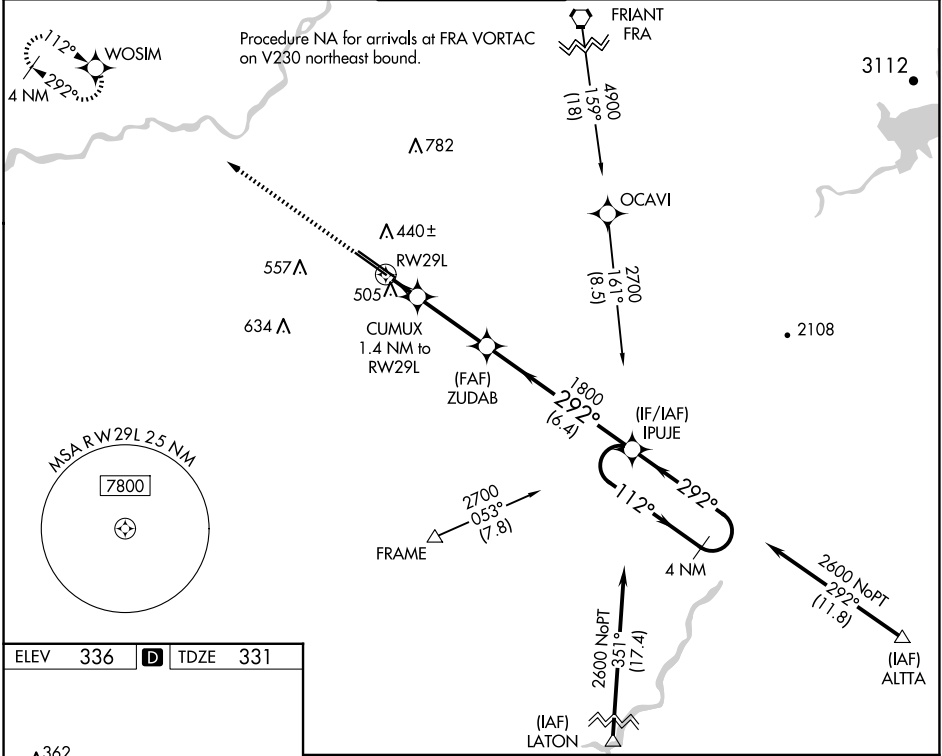 112°
WOSIM
292°
4 NM
Procedure NA for arrivals at FRA VORTAC
on V230 northeast bound.
FRIANT
FRA
3112
4900
159°
(18)
782
OCAVI
440±
RW29L
557
505
2700
161°
(8.5)
634
CUMUX
1.4 NM to
RW29L
2108
(FAF)
ZUDAB
1800
292°
(6.4)
(IF/IAF)
IPUJE
MSA RW29L 25 NM
7800
292°
112°
2700
053°
(7.8)
FRAME
4 NM
2600 NoPT
292°
(11.8)
2600 NoPT
351°
(17.4)
(IAF)
ALTTA
ELEV 336 D TDZE 331
(IAF)
LATON
362